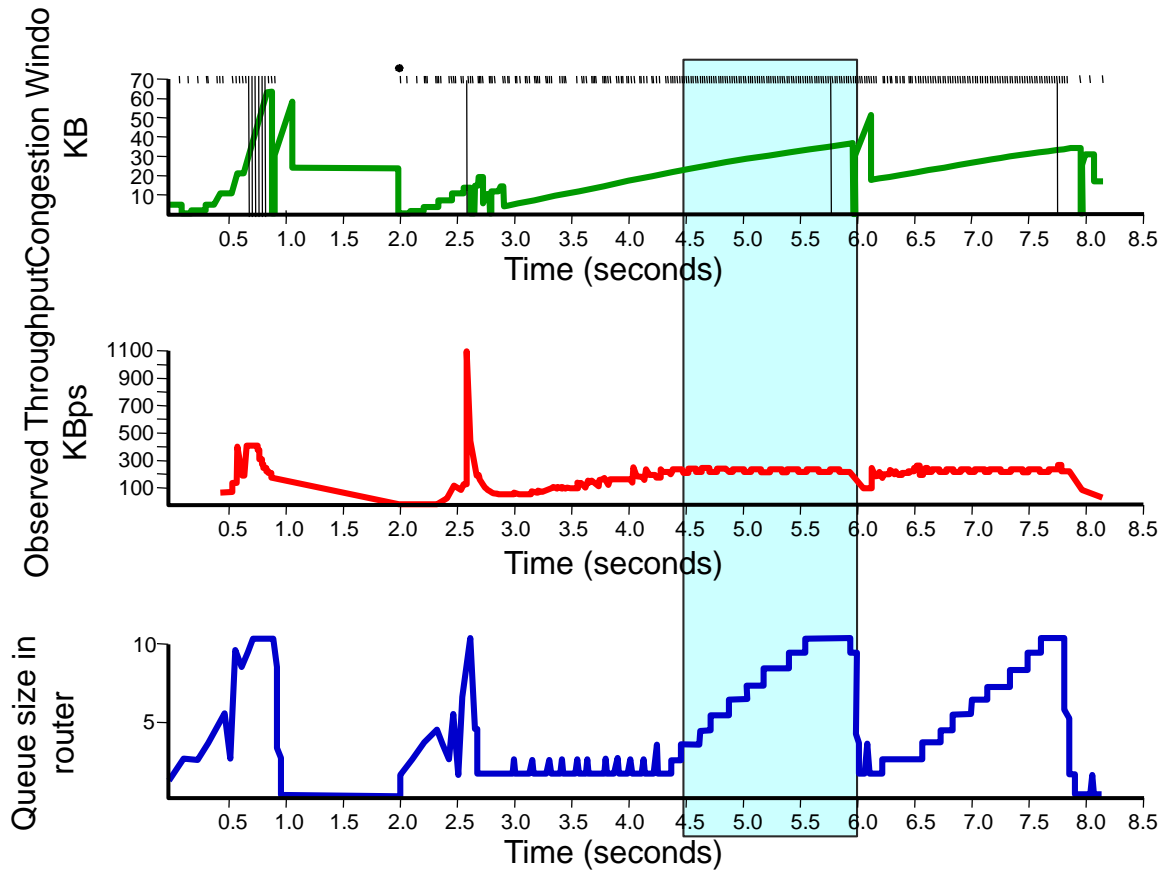 Congestion Windo
KB
70
60
50
40
30
20
10
0.5 1.0 1.5 2.0 2.5 3.0 3.5 4.0 4.5 5.0 5.5 6.0 6.5 7.0 7.5 8.0 8.5
Time (seconds)
Observed Throughput
KBps
1100
900
700
500
300
100
0.5 1.0 1.5 2.0 2.5 3.0 3.5 4.0 4.5 5.0 5.5 6.0 6.5 7.0 7.5 8.0 8.5
Time (seconds)
Queue size in
router
10
5
0.5 1.0 1.5 2.0 2.5 3.0 3.5 4.0 4.5 5.0 5.5 6.0 6.5 7.0 7.5 8.0 8.5
Time (seconds)